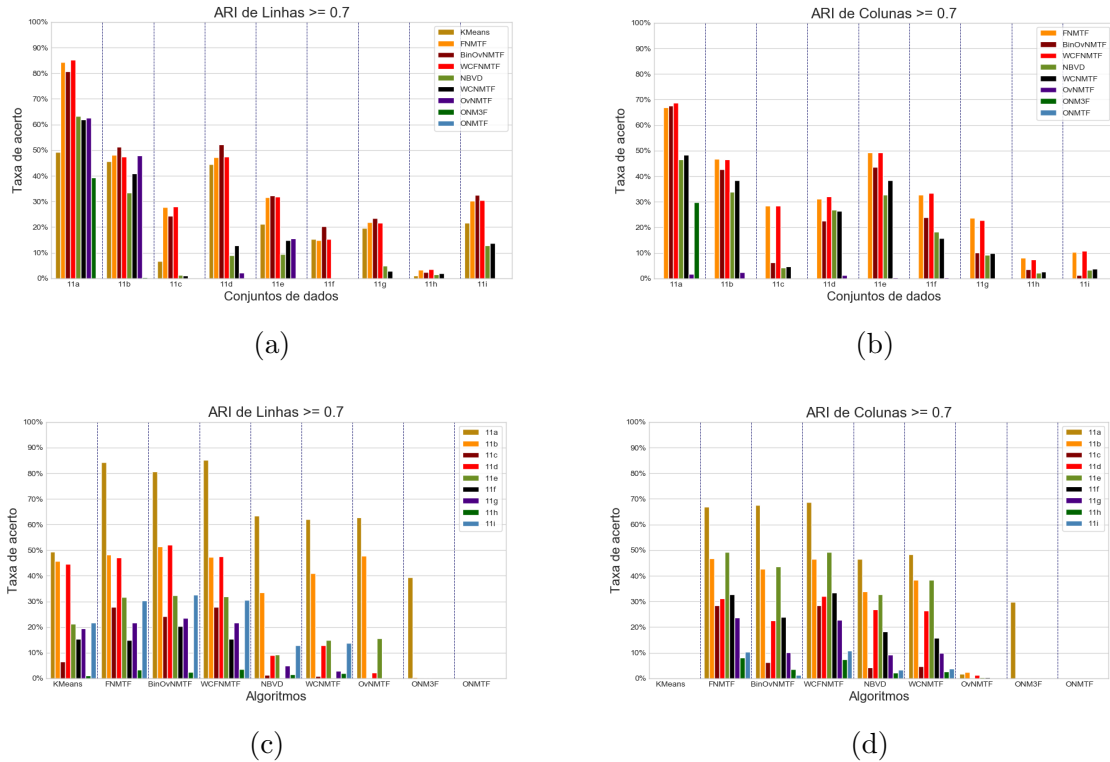 ARI de Linhas >= 0.7
Taxa de acerto
100%
90%
80%
70%
60%
50%
40%
30%
20%
10%
0%
KMeans
FNMTF
BinOvNMTF
WCFNMTF
NBVD
WCNMTF
OvNMTF
ONM3F
ONMTF
11a 11b 11c 11d 11e 11f 11g 11h 11i
Conjuntos de dados
(a)
ARI de Colunas >= 0.7
Taxa de acerto
100%
90%
80%
70%
60%
50%
40%
30%
20%
10%
0%
FNMTF
BinOvNMTF
WCFNMTF
NBVD
WCNMTF
OvNMTF
ONM3F
ONMTF
11a 11b 11c 11d 11e 11f 11g 11h 11i
Conjuntos de dados
(b)
ARI de Linhas >= 0.7
Taxa de acerto
100%
90%
80%
70%
60%
50%
40%
30%
20%
10%
0%
11a
11b
11c
11d
11e
11f
11g
11h
11i
KMeans FNMTF BinOvNMTF WCFNMTF NBVD WCNMTF OvNMTF ONM3F ONMTF
Algoritmos
(c)
ARI de Colunas >= 0.7
Taxa de acerto
100%
90%
80%
70%
60%
50%
40%
30%
20%
10%
0%
11a
11b
11c
11d
11e
11f
11g
11h
11i
KMeans FNMTF BinOvNMTF WCFNMTF NBVD WCNMTF OvNMTF ONM3F ONMTF
Algoritmos
(d)